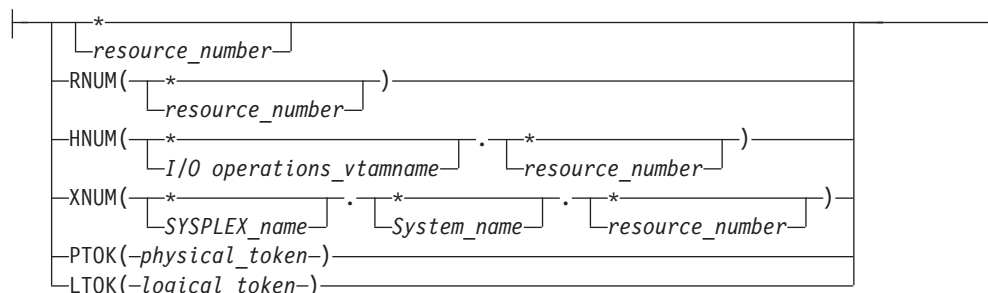 *
resource_number
RNUM( * )
resource_number
HNUM( * . * )
I/O operations_vtamname resource_number
XNUM( * . * . * )
SYSPLEX_name System_name resource_number
PTOK( physical_token )
LTOK( logical_token )